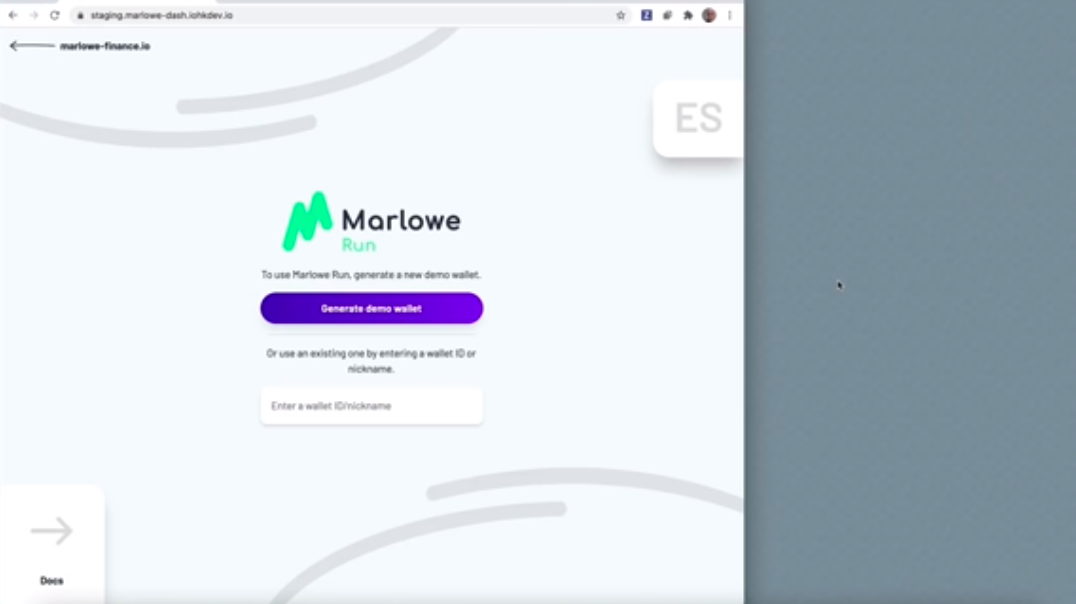 staging.marlowe-dash.iohkdev.io
marlowe-finance.io
ES
Marlowe
Run
To use Marlowe Run, generate a new demo wallet.
Generate demo wallet
Or use an existing one by entering a wallet ID or
nickname.
Enter a wallet ID/nickname
Docs